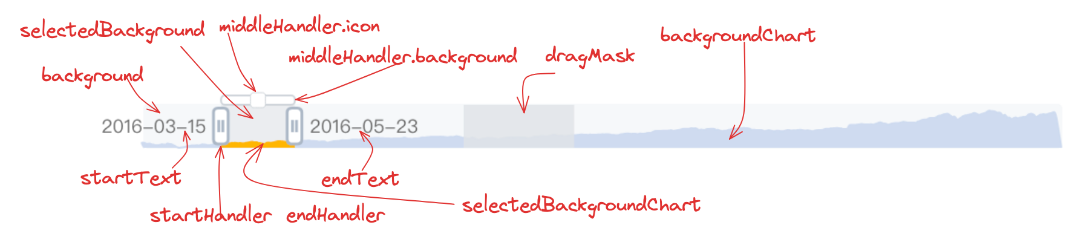 selectedBackground middleHandler.icon
backgroundChart
middleHandler.background dragMask
background
2016-03-15 2016-05-23
startText endText
startHandler endHandler selectedBackgroundChart